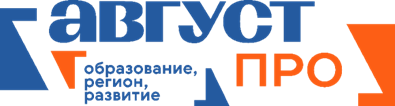 август
образование,
регион,
развитие
ПРО